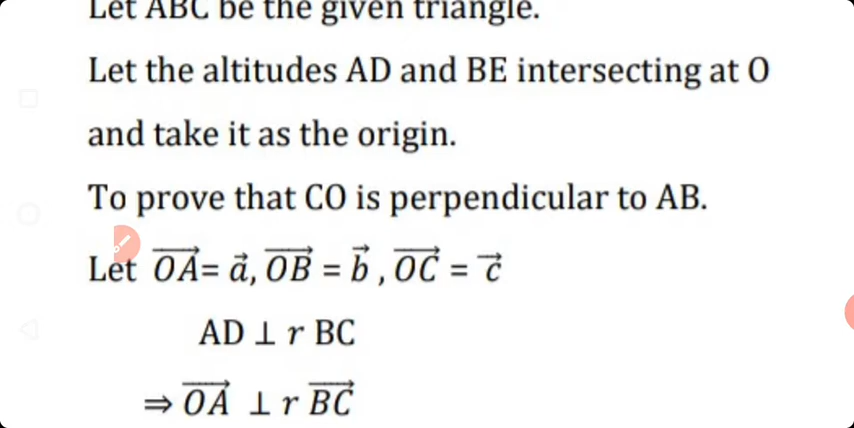 Let ABC be the given triangle.
Let the altitudes AD and BE intersecting at O
and take it as the origin.
To prove that CO is perpendicular to AB.
Let $\overrightarrow{OA}$= $\vec{a}$, $\overrightarrow{OB}$ = $\vec{b}$ , $\overrightarrow{OC}$ = $\vec{c}$
AD ⊥ r BC
⇒ $\overrightarrow{OA}$ ⊥ r $\overrightarrow{BC}$